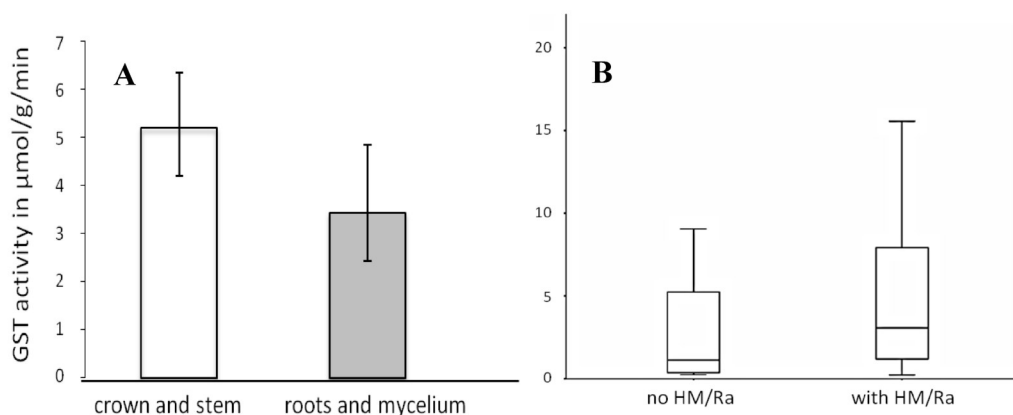 GST activity in µmol/g/min
7
6
5
4
3
2
1
0
A
crown and stem
roots and mycelium
20
15
10
5
0
B
no HM/Ra
with HM/Ra